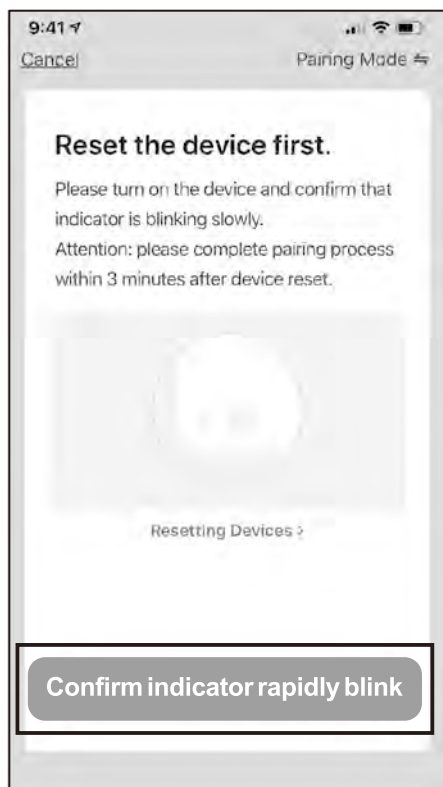 9:41
Cancel
Pairing Mode ⇋
Reset the device first.
Please turn on the device and confirm that
indicator is blinking slowly.
Attention: please complete pairing process
within 3 minutes after device reset.
Resetting Devices >
Confirm indicator rapidly blink